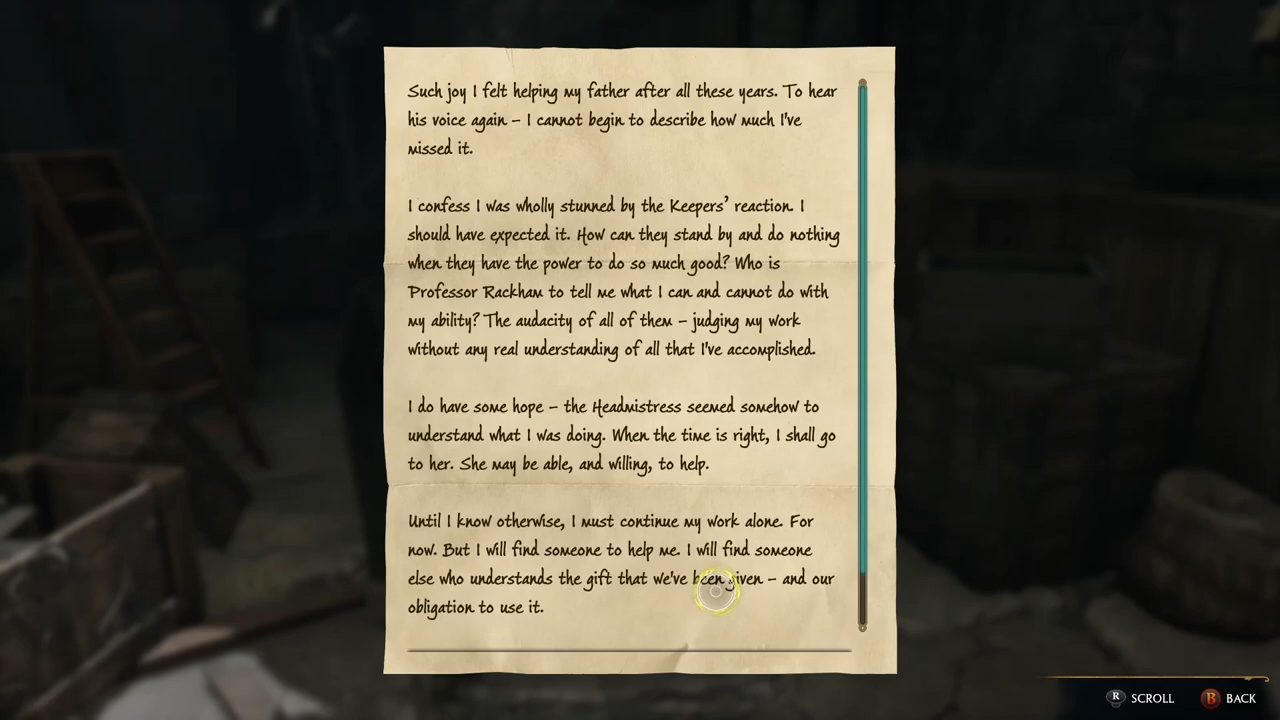 Such joy I felt helping my father after all these years. To hear
his voice again – I cannot begin to describe how much I've
missed it.
I confess I was wholly stunned by the Keepers’ reaction. I
should have expected it. How can they stand by and do nothing
when they have the power to do so much good? Who is
Professor Rackham to tell me what I can and cannot do with
my ability? The audacity of all of them – judging my work
without any real understanding of all that I've accomplished.
I do have some hope – the Headmistress seemed somehow to
understand what I was doing. When the time is right, I shall go
to her. She may be able, and willing, to help.
Until I know otherwise, I must continue my work alone. For
now. But I will find someone to help me. I will find someone
else who understands the gift that we've been given – and our
obligation to use it.
R SCROLL B BACK